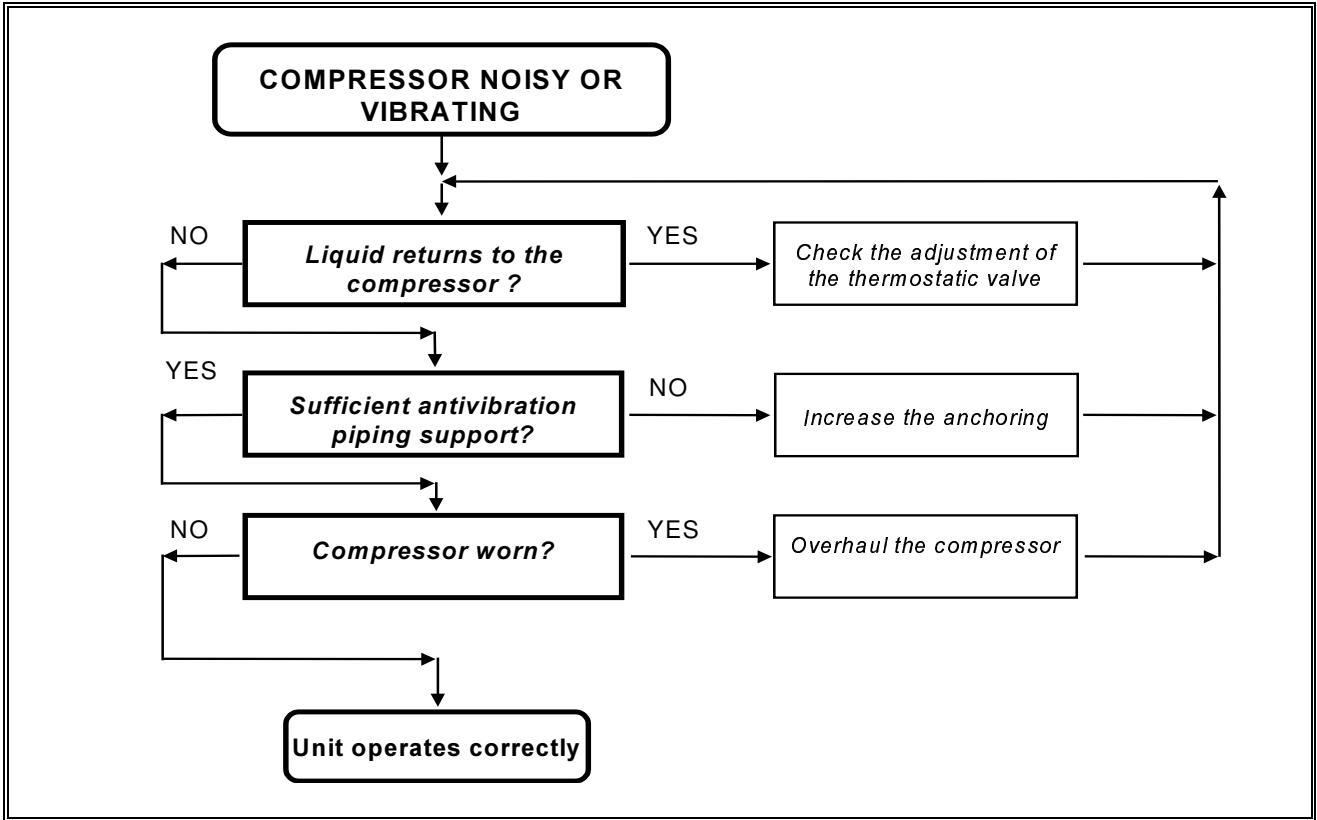 COMPRESSOR NOISY OR
VIBRATING
NO
Liquid returns to the
compressor ?
YES
Check the adjustment of
the thermostatic valve
YES
Sufficient antivibration
piping support?
NO
Increase the anchoring
NO
Compressor worn?
YES
Overhaul the compressor
Unit operates correctly